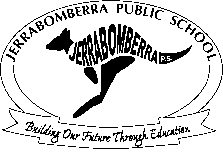 JERRABOMBERRA PUBLIC SCHOOL
JERRABOMBERRA P.S.
Building Our Future Through Education